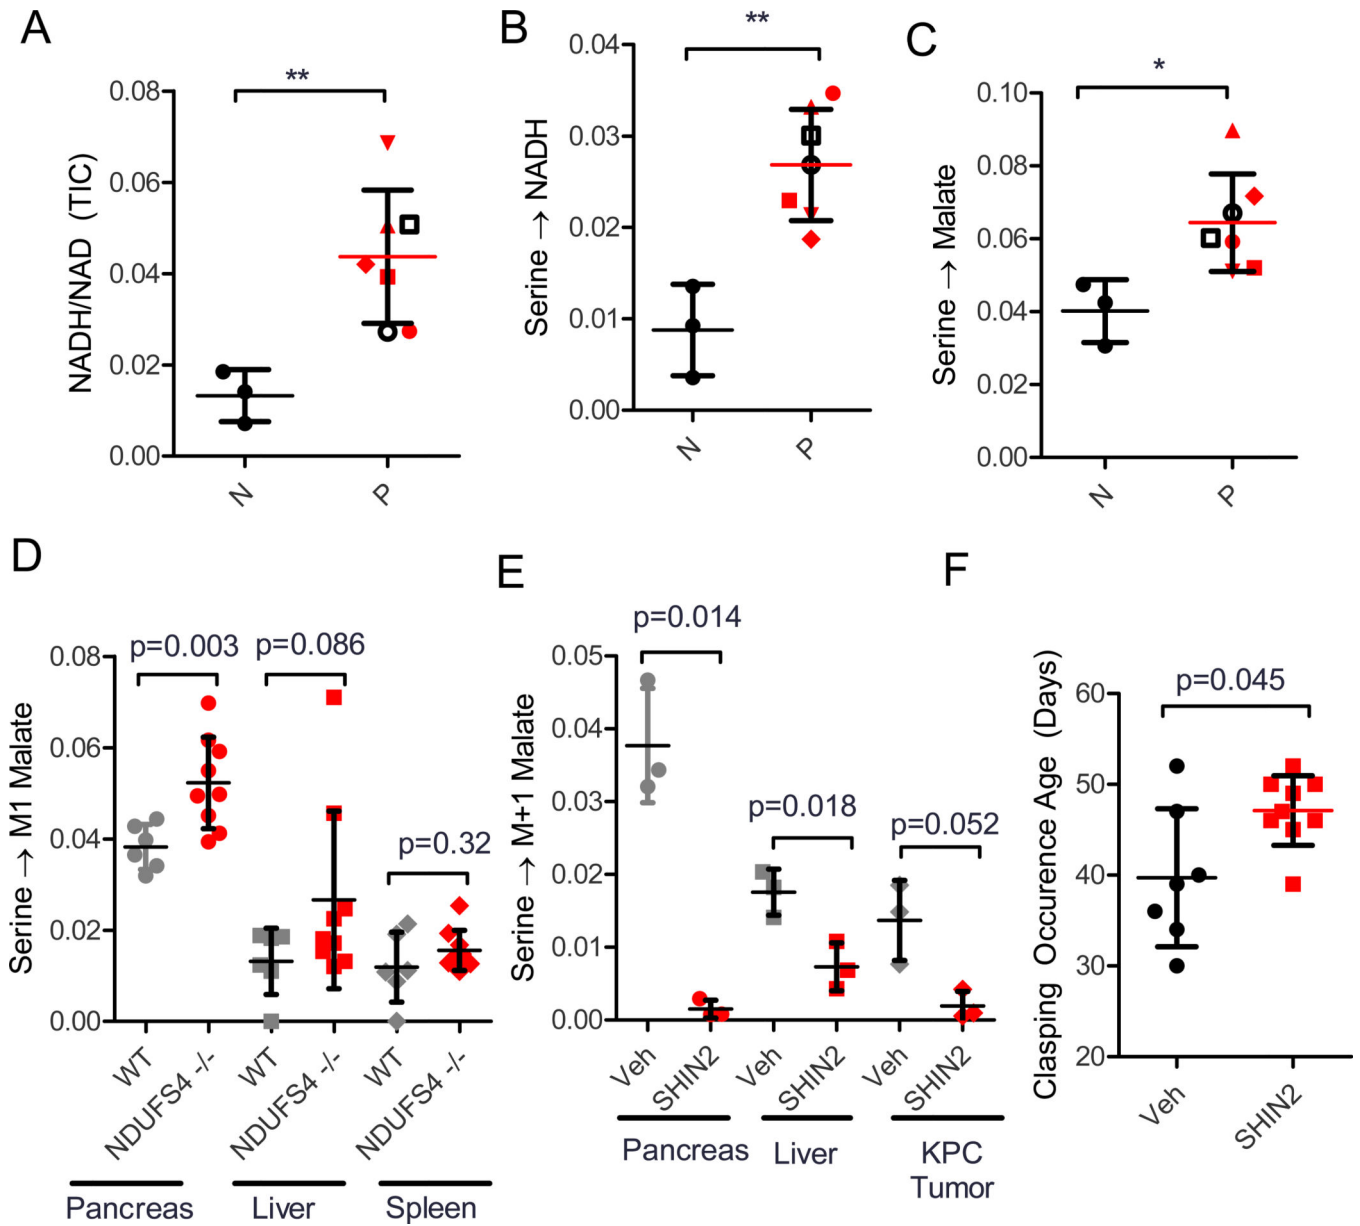 A
**
NADH/NAD (TIC)
0.08
0.06
0.04
0.02
0.00
N
P
B
**
Serine → NADH
0.04
0.03
0.02
0.01
0.00
N
P
C
*
Serine → Malate
0.10
0.08
0.06
0.04
0.02
0.00
N
P
D
p=0.003
p=0.086
p=0.32
Serine → M1 Malate
0.08
0.06
0.04
0.02
0.00
WT
NDUFS4 -/-
WT
NDUFS4 -/-
WT
NDUFS4 -/-
Pancreas
Liver
Spleen
E
p=0.014
p=0.018
p=0.052
Serine → M+1 Malate
0.05
0.04
0.03
0.02
0.01
0.00
Veh
SHIN2
Veh
SHIN2
Veh
SHIN2
Pancreas
Liver
KPC
Tumor
F
p=0.045
Clasping Occurence Age (Days)
60
50
40
30
20
Veh
SHIN2